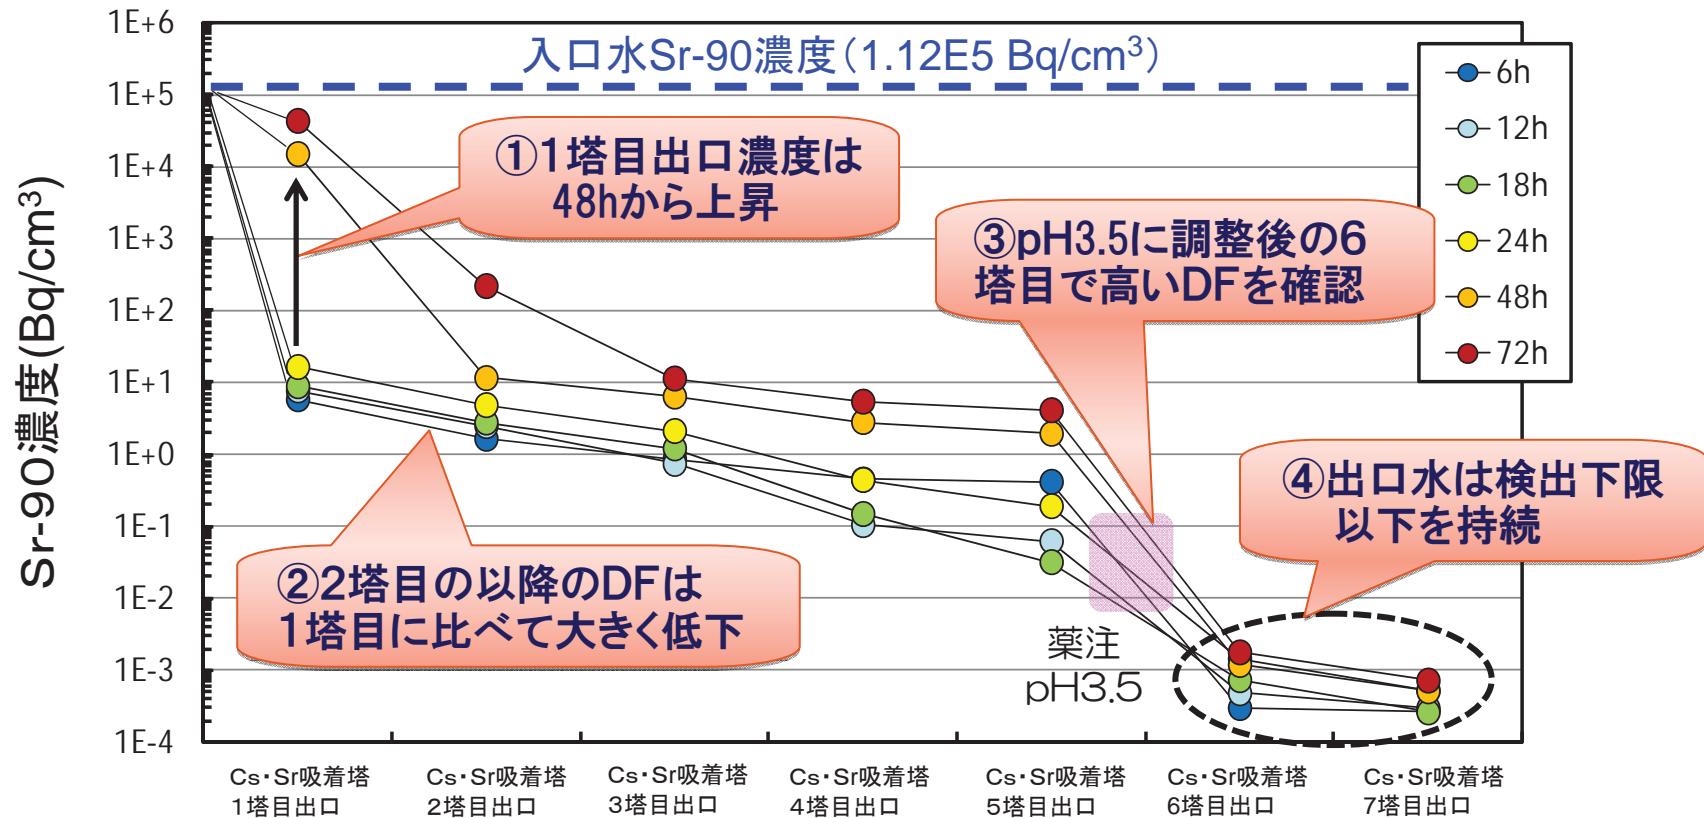 1E+6
1E+5
1E+4
1E+3
1E+2
1E+1
1E+0
1E-1
1E-2
1E-3
1E-4
Sr-90濃度(Bq/cm³)
入口水Sr-90濃度(1.12E5 Bq/cm³)
①1塔目出口濃度は
48hから上昇
②2塔目の以降のDFは
1塔目に比べて大きく低下
③pH3.5に調整後の6
塔目で高いDFを確認
④出口水は検出下限
以下を持続
薬注
pH3.5
6h
12h
18h
24h
48h
72h
Cs・Sr吸着塔
1塔目出口
Cs・Sr吸着塔
2塔目出口
Cs・Sr吸着塔
3塔目出口
Cs・Sr吸着塔
4塔目出口
Cs・Sr吸着塔
5塔目出口
Cs・Sr吸着塔
6塔目出口
Cs・Sr吸着塔
7塔目出口